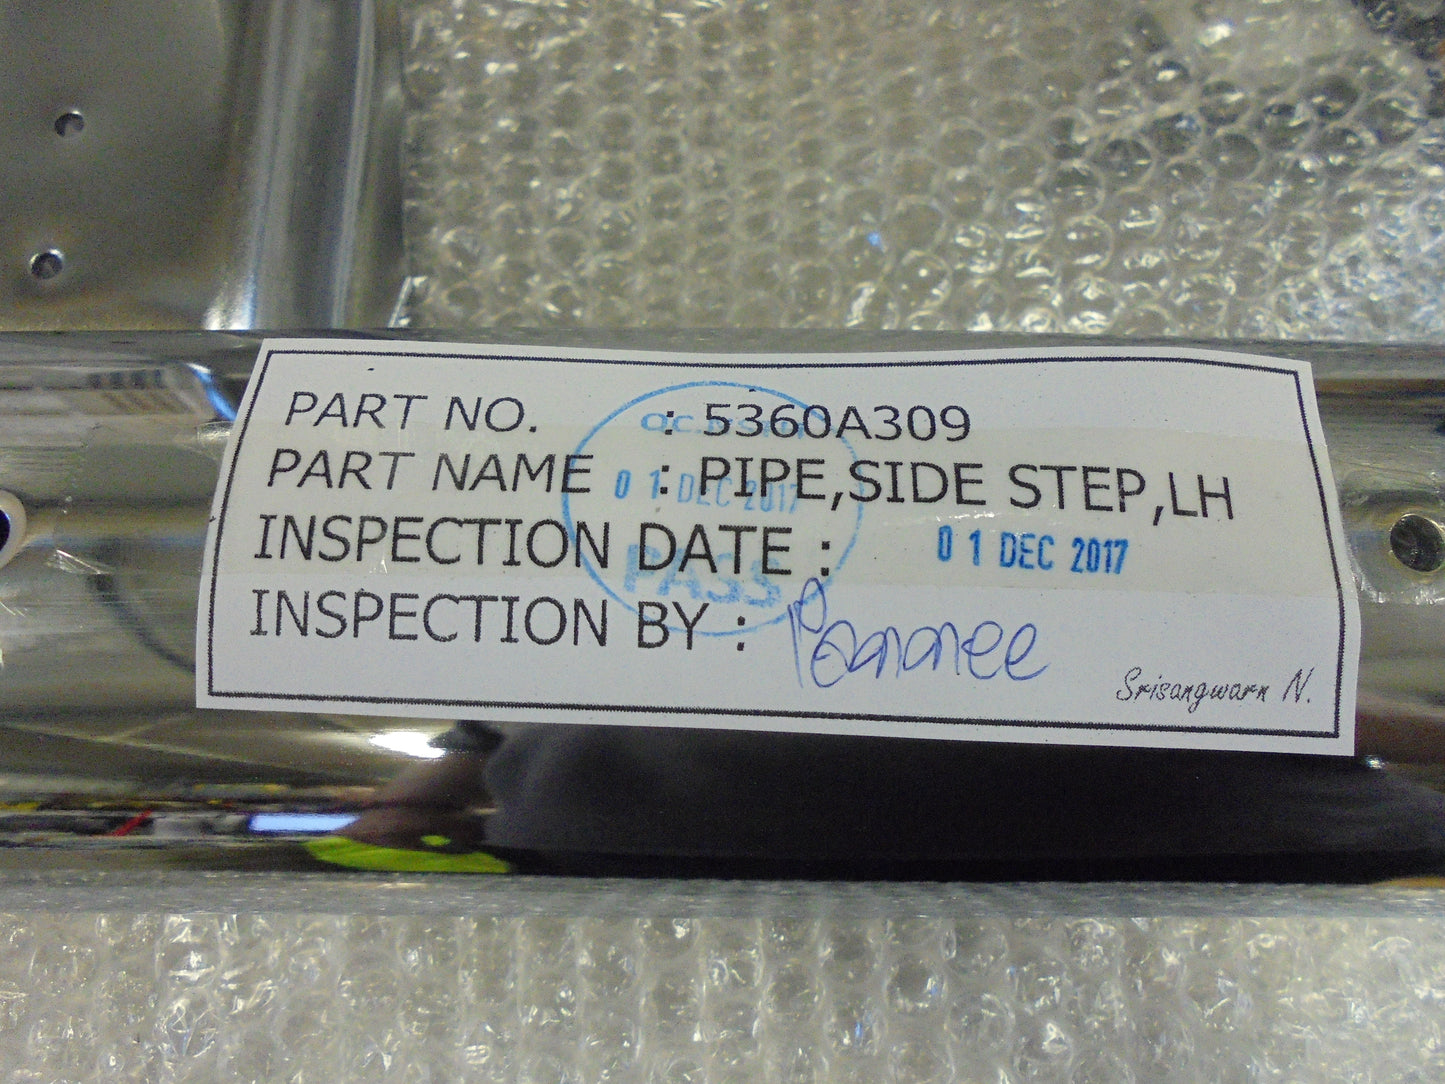 PART NO. : 5360A309
PART NAME : PIPE,SIDE STEP,LH
INSPECTION DATE : 01 DEC 2017
INSPECTION BY :
Srisangwarn N.
01 DEC 2017
PASS